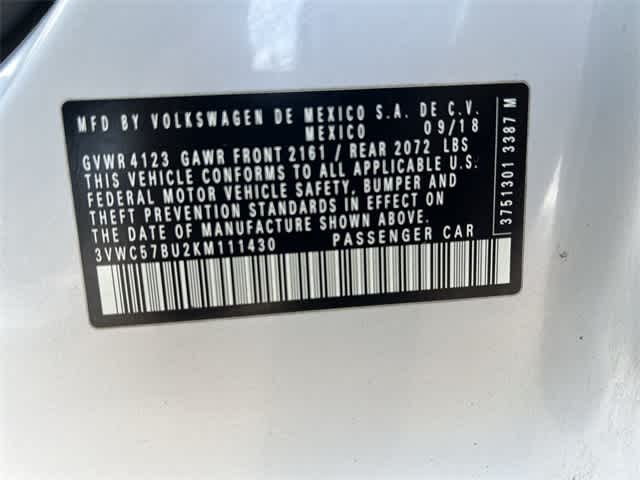 MFD BY VOLKSWAGEN DE MEXICO S.A. DE C.V.
MEXICO 09/18
GVWR 4123 GAWR FRONT 2161 / REAR 2072 LBS
THIS VEHICLE CONFORMS TO ALL APPLICABLE U.S.
FEDERAL MOTOR VEHICLE SAFETY, BUMPER AND
THEFT PREVENTION STANDARDS IN EFFECT ON
THE DATE OF MANUFACTURE SHOWN ABOVE.
3VWC57BU2KM111430 PASSENGER CAR
3751301 3387 M